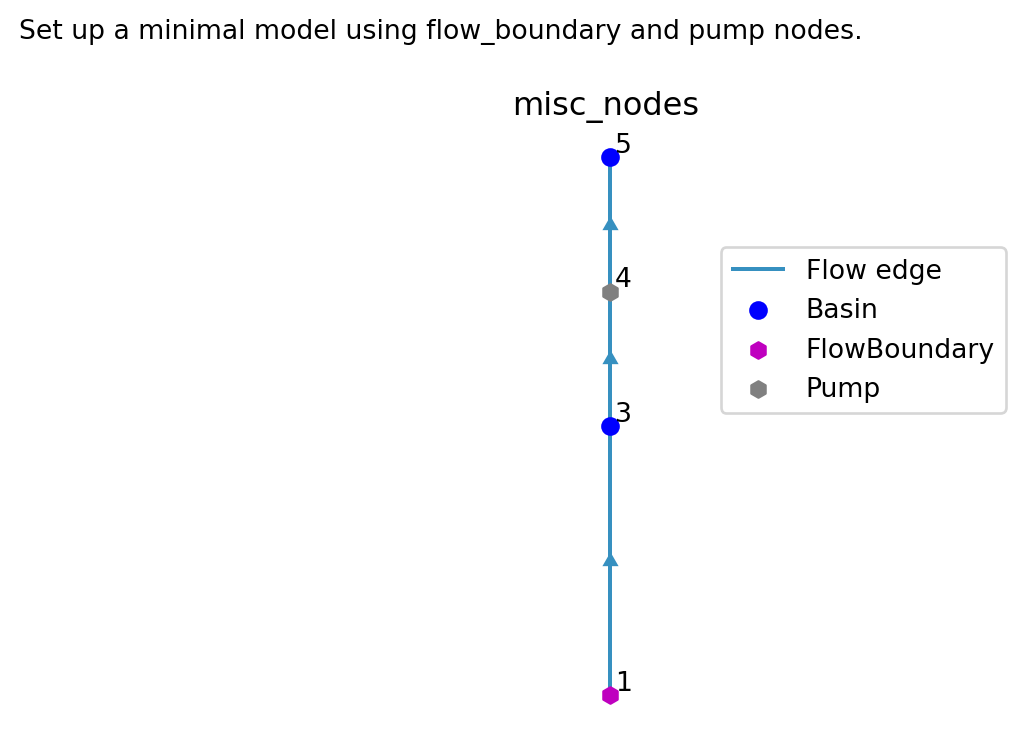 Set up a minimal model using flow_boundary and pump nodes.
misc_nodes
5
4
3
1
Flow edge
Basin
FlowBoundary
Pump